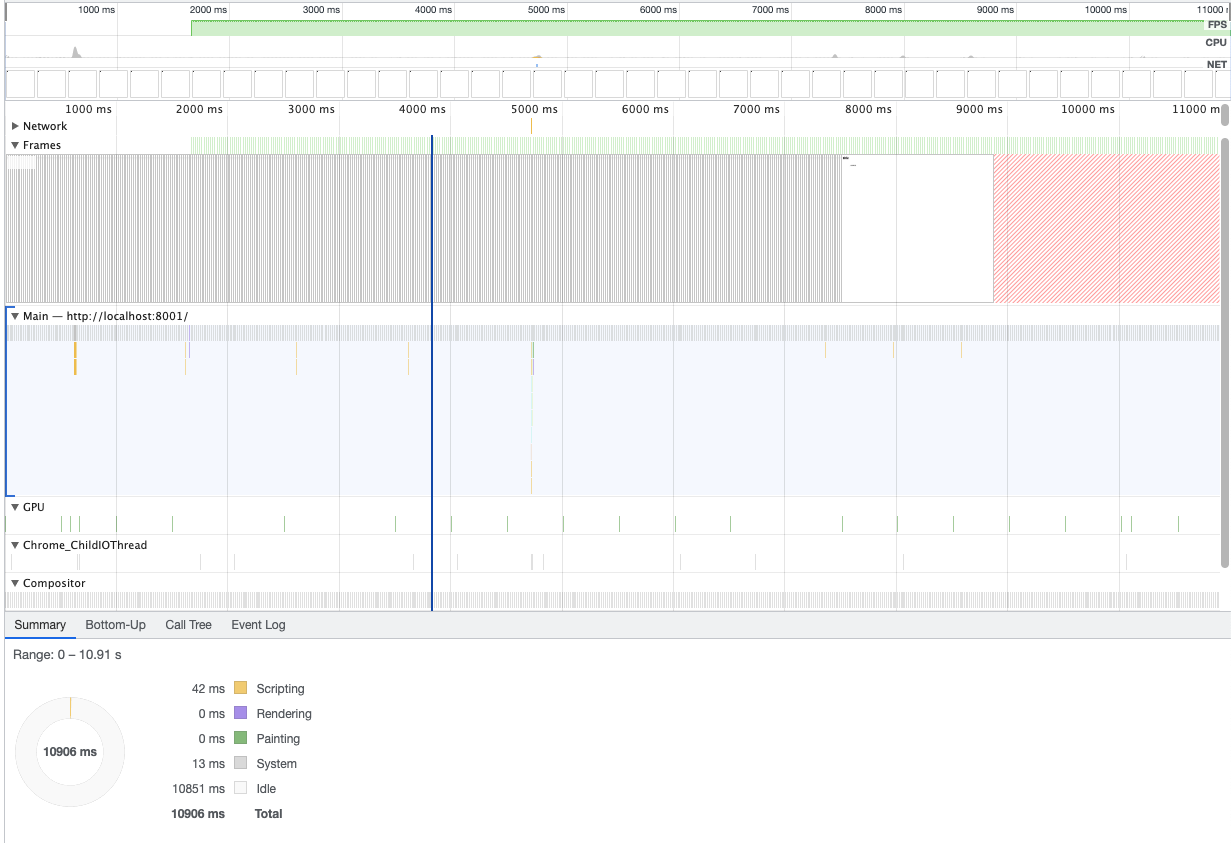 1000 ms 2000 ms 3000 ms 4000 ms 5000 ms 6000 ms 7000 ms 8000 ms 9000 ms 10000 ms 11000
FPS
CPU
NET
1000 ms 2000 ms 3000 ms 4000 ms 5000 ms 6000 ms 7000 ms 8000 ms 9000 ms 10000 ms 11000 m
Network
Frames
Main — http://localhost:8001/
GPU
Chrome_ChildIOThread
Compositor
Summary Bottom-Up Call Tree Event Log
Range: 0 – 10.91 s
42 ms Scripting
0 ms Rendering
0 ms Painting
13 ms System
10851 ms Idle
10906 ms Total
10906 ms